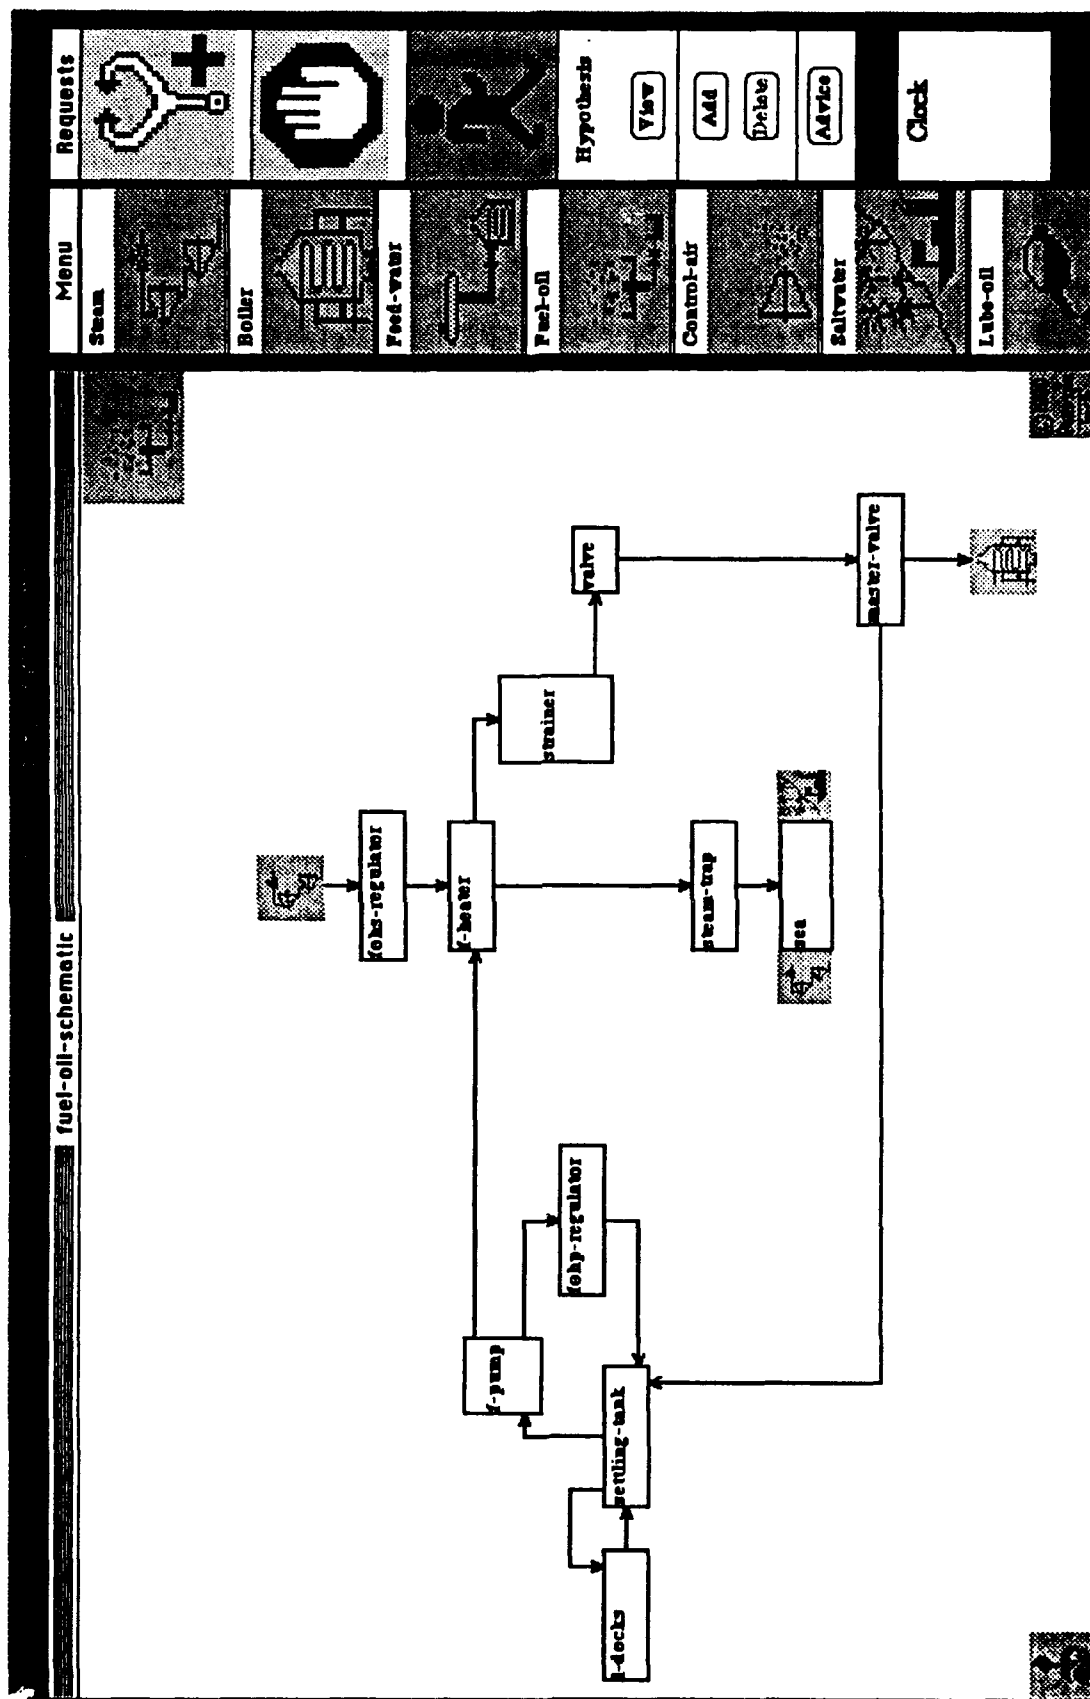 fuel-oil-schematic
Menu
Requests
Steam
Boiler
Feed-water
Fuel-oil
Control-air
Saltwater
Lube-oil
Hypothesis
View
Add
Delete
Advice
Clock
fohs-regulator
f-heater
strainer
valve
f-pump
fohp-regulator
settling-tank
steam-trap
sea
master-valve